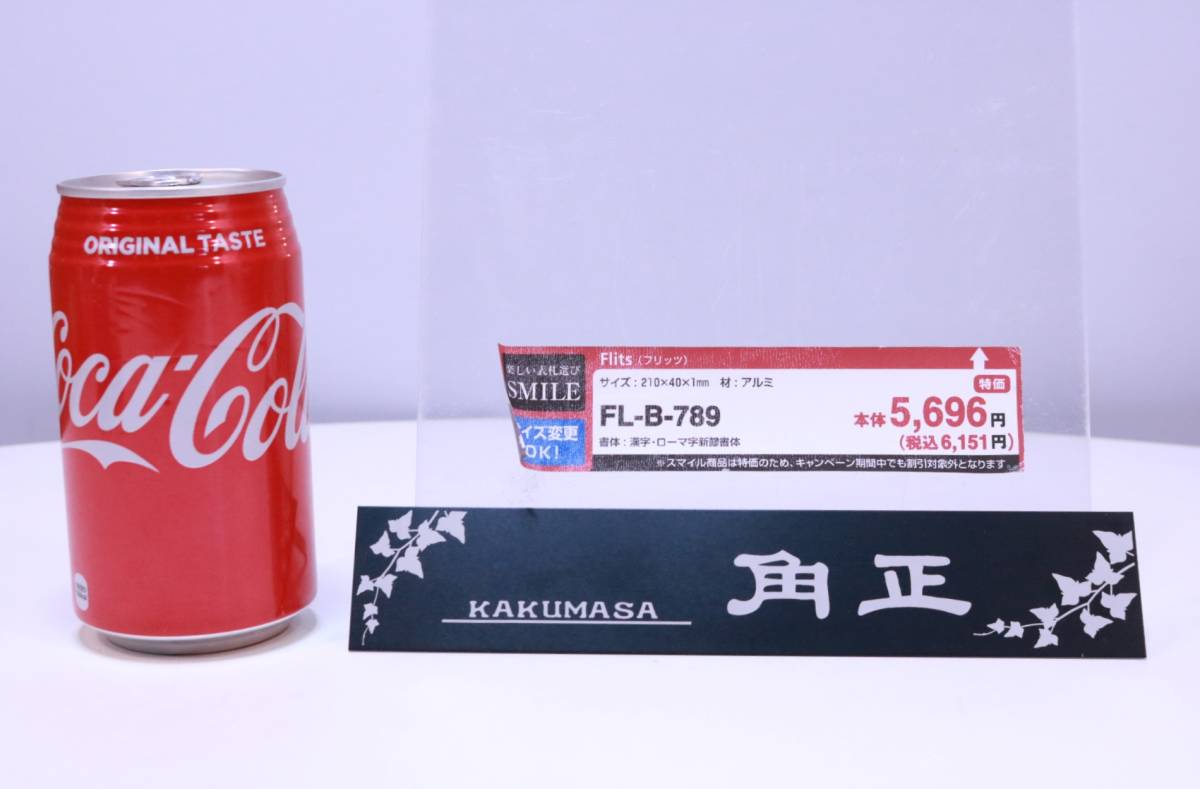 ORIGINAL TASTE
Coca-Cola
Flits (フリッツ)
楽しい表札選び
SMILE
サイズ：210×40×1mm 材：アルミ
特価
FL-B-789
本体5,696円
イズ変更
OK!
書体：漢字・ローマ字新隷書体
(税込6,151円)
※スマイル商品は特価のため、キャンペーン期間中でも割引対象外となります。
KAKUMASA
角正